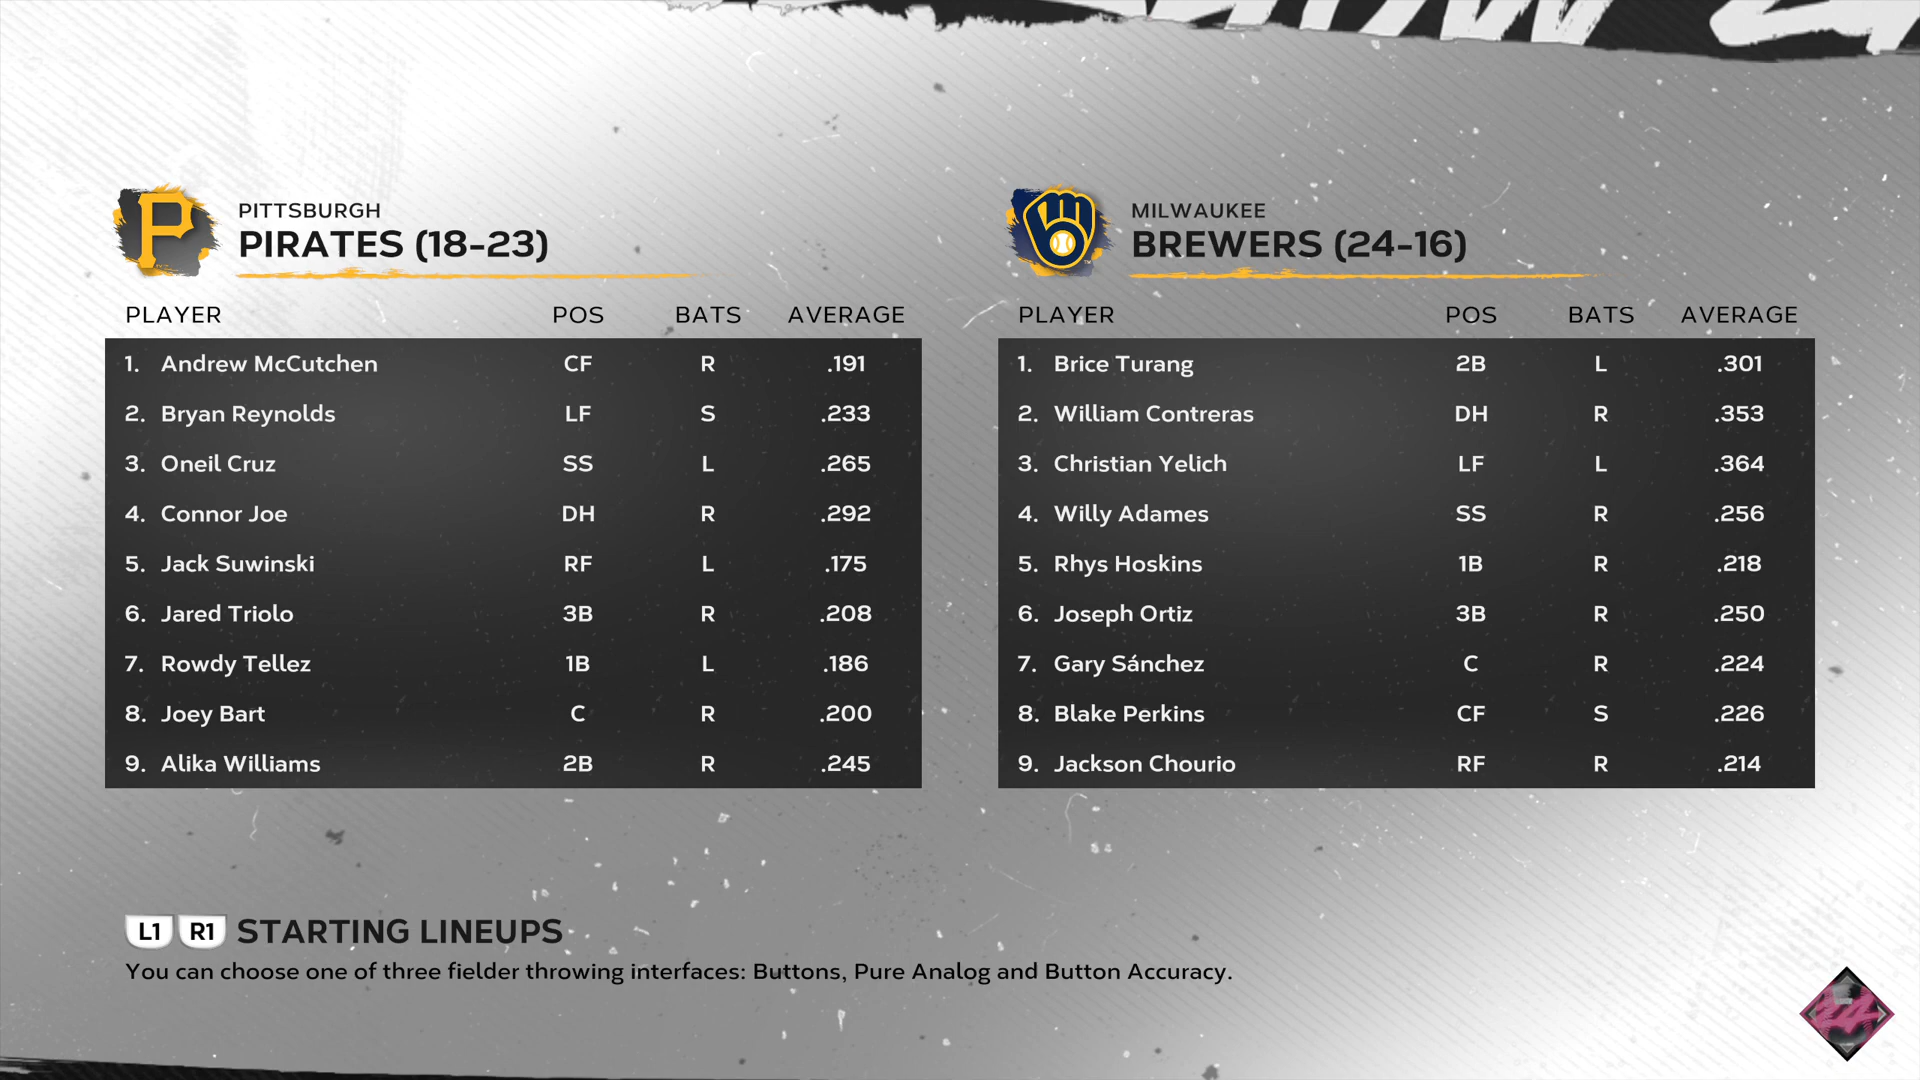 PITTSBURGH
PIRATES (18-23)
PLAYER POS BATS AVERAGE
1. Andrew McCutchen CF R .191
2. Bryan Reynolds LF S .233
3. Oneil Cruz SS L .265
4. Connor Joe DH R .292
5. Jack Suwinski RF L .175
6. Jared Triolo 3B R .208
7. Rowdy Tellez 1B L .186
8. Joey Bart C R .200
9. Alika Williams 2B R .245
MILWAUKEE
BREWERS (24-16)
PLAYER POS BATS AVERAGE
1. Brice Turang 2B L .301
2. William Contreras DH R .353
3. Christian Yelich LF L .364
4. Willy Adames SS R .256
5. Rhys Hoskins 1B R .218
6. Joseph Ortiz 3B R .250
7. Gary Sánchez C R .224
8. Blake Perkins CF S .226
9. Jackson Chourio RF R .214
L1 R1 STARTING LINEUPS
You can choose one of three fielder throwing interfaces: Buttons, Pure Analog and Button Accuracy.